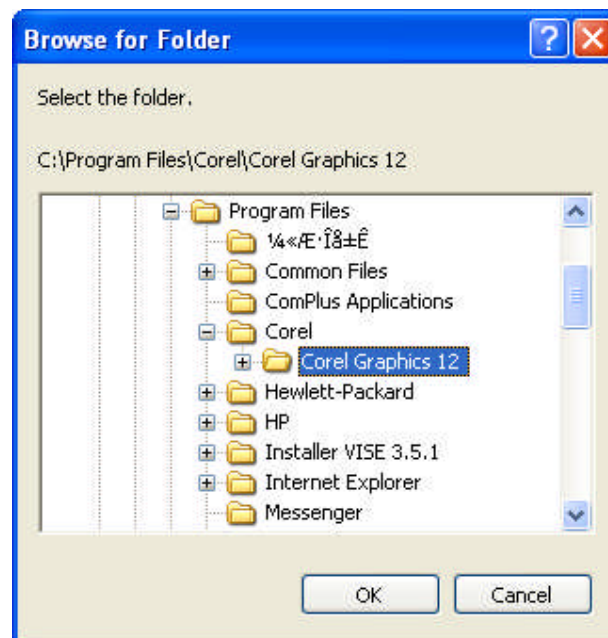 Browse for Folder
Select the folder.
C:\Program Files\Corel\Corel Graphics 12
Program Files
¼«Æ·Îå±Ê
Common Files
ComPlus Applications
Corel
Corel Graphics 12
Hewlett-Packard
HP
Installer VISE 3.5.1
Internet Explorer
Messenger
OK Cancel